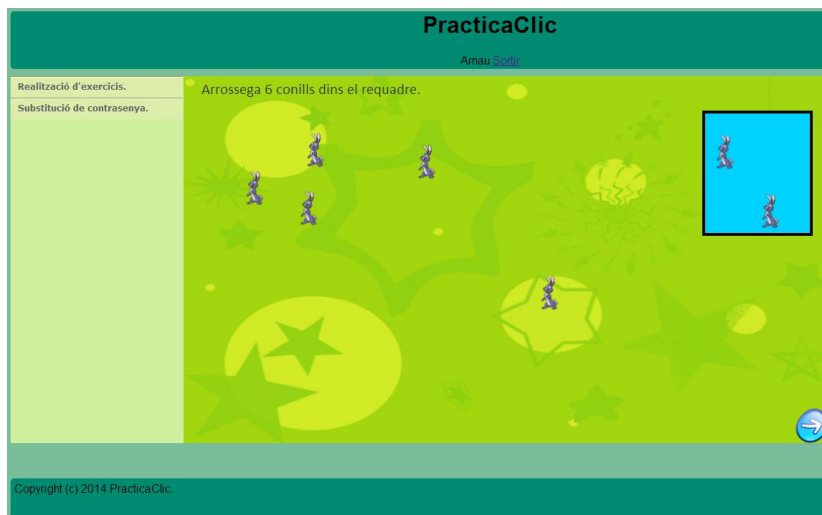 PracticaClic
Arnau Sortir
Realització d'exercicis.
Substitució de contrasenya.
Arrossega 6 conills dins el requadre.
Copyright (c) 2014 PracticaClic.